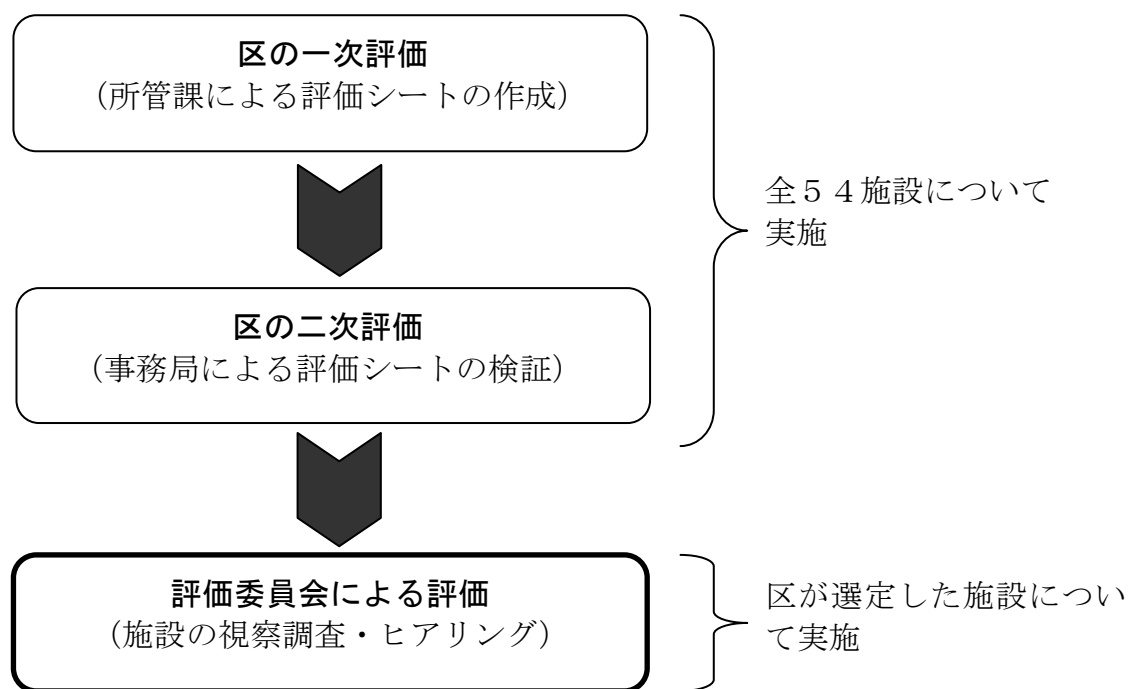 区の一次評価
（所管課による評価シートの作成）
全５４施設について
実施
区の二次評価
（事務局による評価シートの検証）
評価委員会による評価
（施設の視察調査・ヒアリング）
区が選定した施設につい
て実施